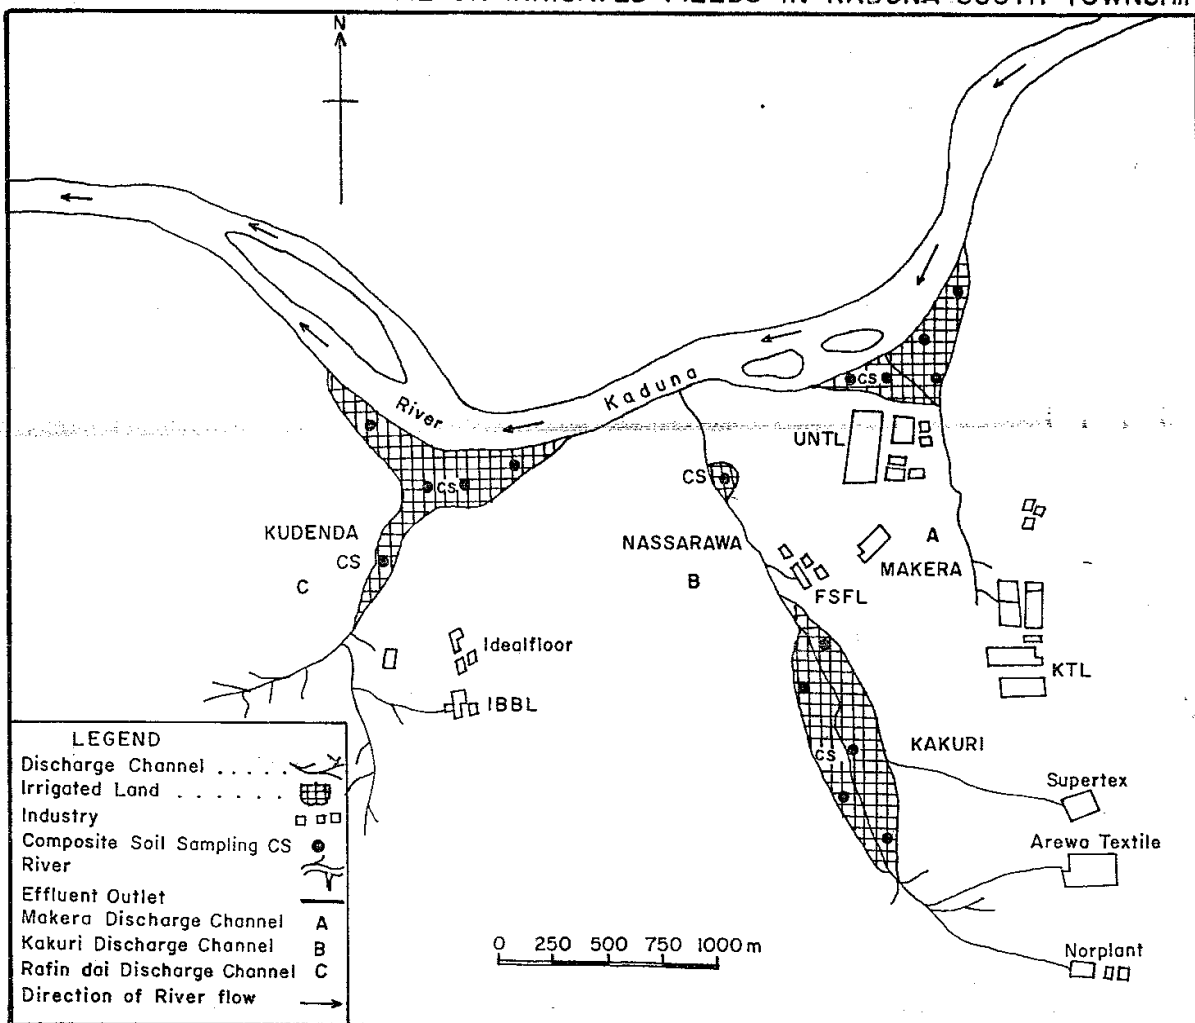 IRRIGATED FIELDS IN KADUNA SOUTH TOWNSHIP
N
River Kaduna
CS
UNTL
CS
CS
KUDENDA
CS
C
NASSARAWA
B
A
MAKERA
FSFL
Idealfloor
IBBL
KTL
CS
KAKURI
Supertex
Arewa Textile
Norplant
LEGEND
Discharge Channel . . . . .
Irrigated Land . . . . . .
Industry
Composite Soil Sampling CS
River
Effluent Outlet
Makera Discharge Channel A
Kakuri Discharge Channel B
Rafin dai Discharge Channel C
Direction of River flow
0 250 500 750 1000m